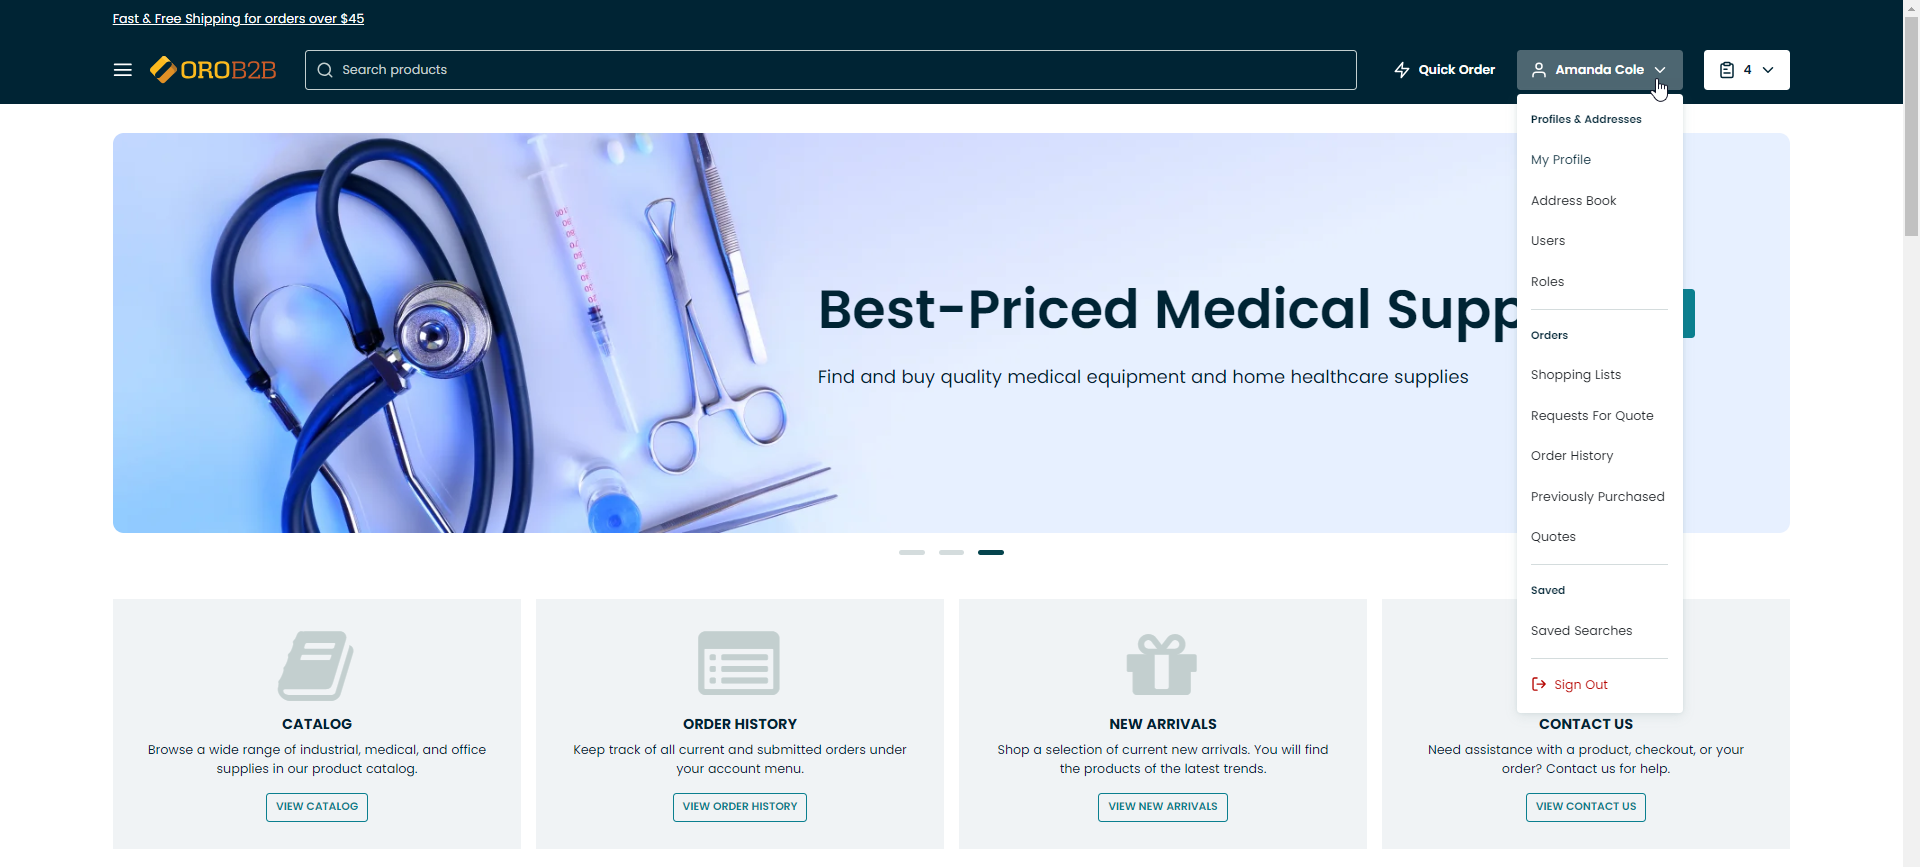 Fast & Free Shipping for orders over $45
OROB2B
Search products
Quick Order
Amanda Cole
4
Profiles & Addresses
My Profile
Address Book
Users
Roles
Orders
Shopping Lists
Requests For Quote
Order History
Previously Purchased
Quotes
Saved
Saved Searches
Sign Out
Best-Priced Medical Supp
Find and buy quality medical equipment and home healthcare supplies
CATALOG
Browse a wide range of industrial, medical, and office
supplies in our product catalog.
VIEW CATALOG
ORDER HISTORY
Keep track of all current and submitted orders under
your account menu.
VIEW ORDER HISTORY
NEW ARRIVALS
Shop a selection of current new arrivals. You will find
the products of the latest trends.
VIEW NEW ARRIVALS
CONTACT US
Need assistance with a product, checkout, or your
order? Contact us for help.
VIEW CONTACT US